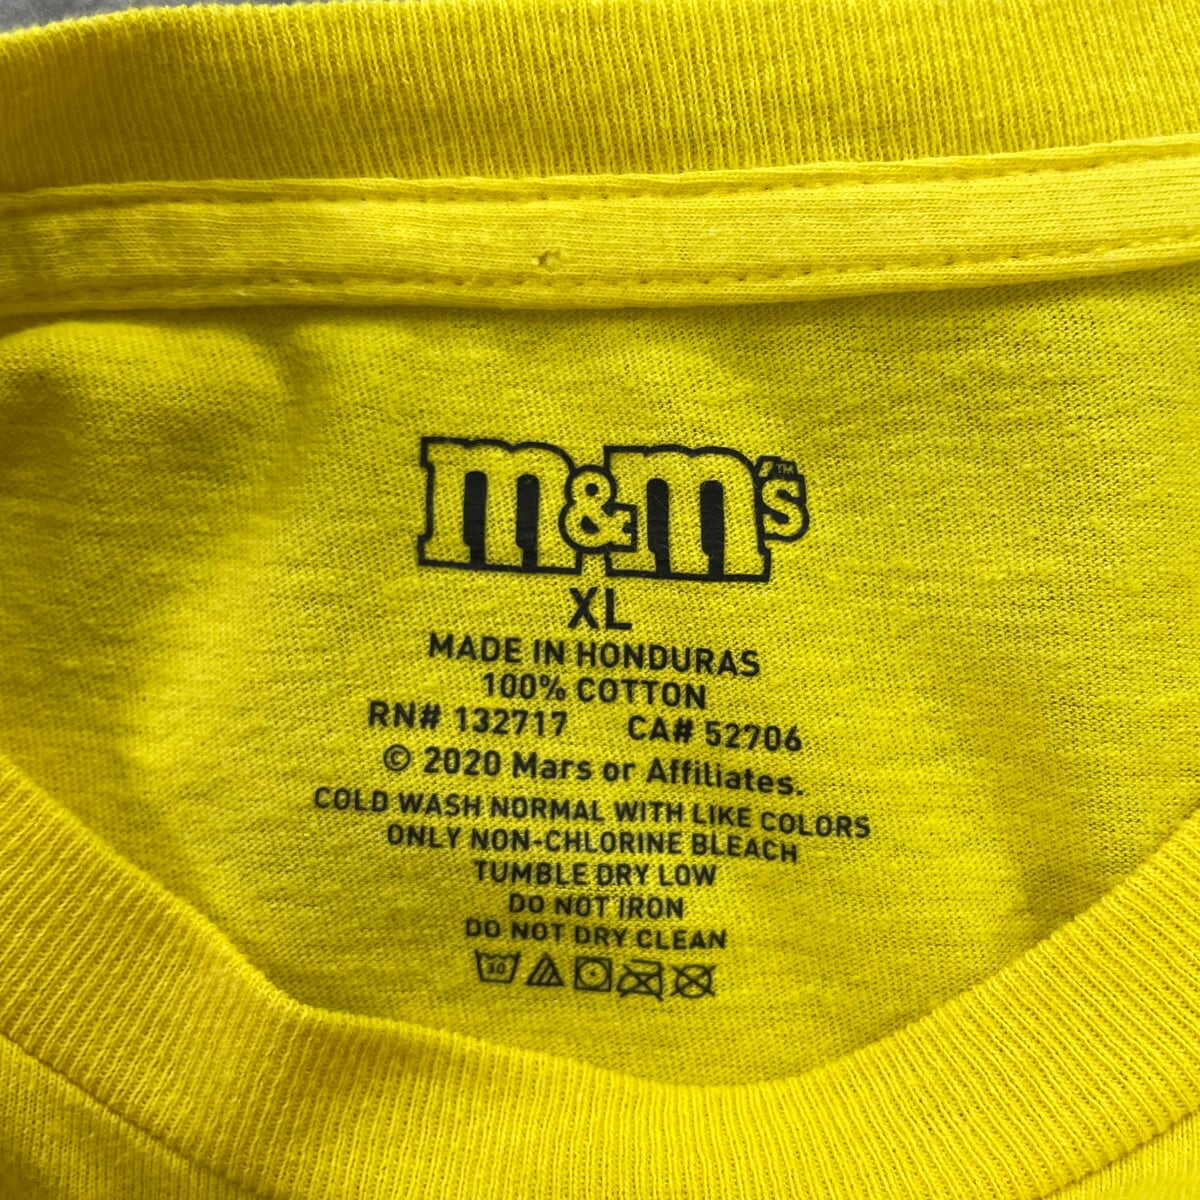 m&m's™
XL
MADE IN HONDURAS
100% COTTON
RN# 132717 CA# 52706
© 2020 Mars or Affiliates.
COLD WASH NORMAL WITH LIKE COLORS
ONLY NON-CHLORINE BLEACH
TUMBLE DRY LOW
DO NOT IRON
DO NOT DRY CLEAN
30